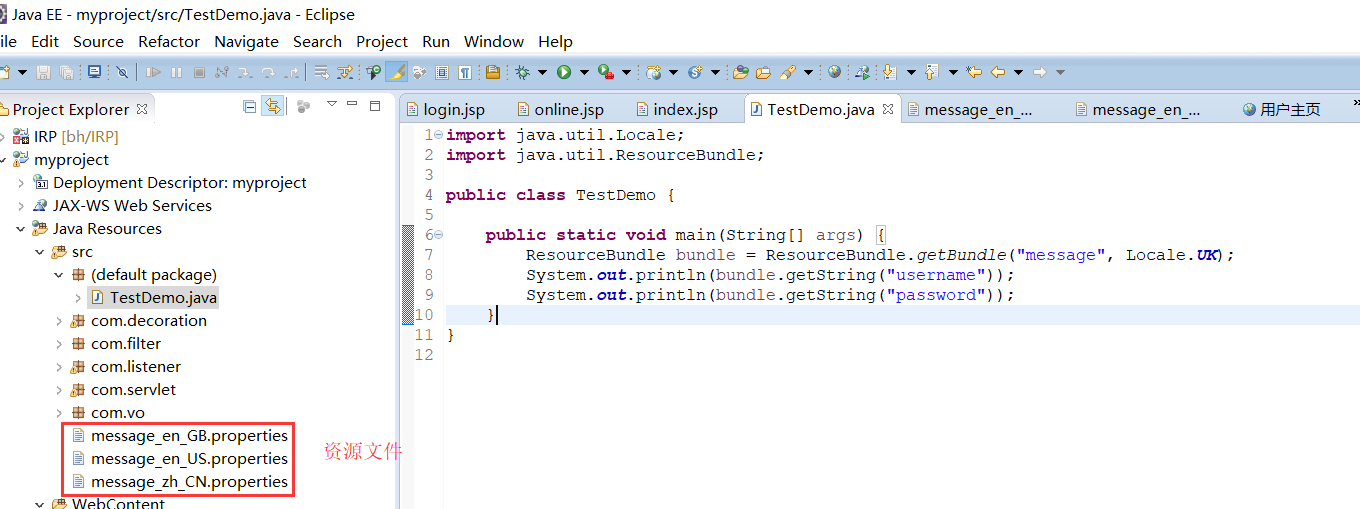 Java EE - myproject/src/TestDemo.java - Eclipse
ile Edit Source Refactor Navigate Search Project Run Window Help
Project Explorer
login.jsp online.jsp index.jsp TestDemo.java message_en_... message_en_... 用户主页
IRP [bh/IRP]
myproject
Deployment Descriptor: myproject
JAX-WS Web Services
Java Resources
src
(default package)
TestDemo.java
com.decoration
com.filter
com.listener
com.servlet
com.vo
message_en_GB.properties
message_en_US.properties
message_zh_CN.properties
资源文件
WebContent
1 import java.util.Locale;
2 import java.util.ResourceBundle;
3
4 public class TestDemo {
5
6 public static void main(String[] args) {
7 ResourceBundle bundle = ResourceBundle.getBundle("message", Locale.UK);
8 System.out.println(bundle.getString("username"));
9 System.out.println(bundle.getString("password"));
10 }
11 }
12